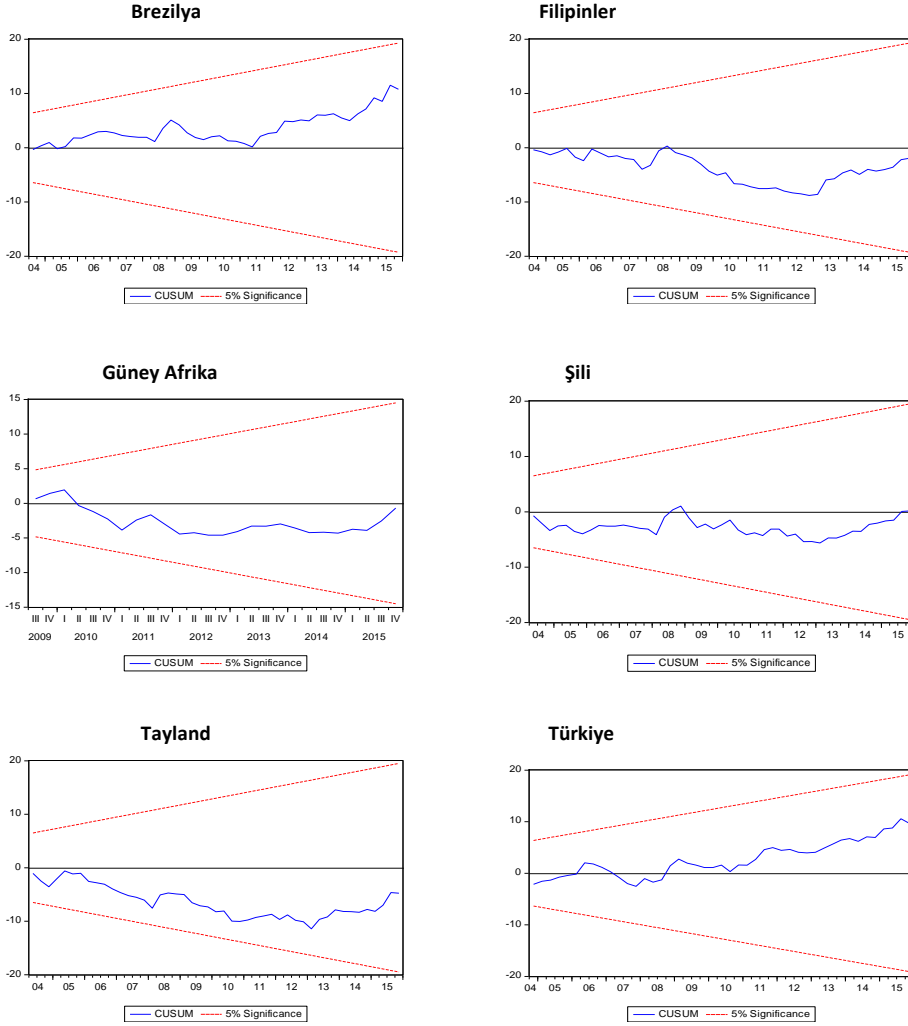 Brezilya
20
10
0
-10
-20
04 05 06 07 08 09 10 11 12 13 14 15
CUSUM 5% Significance
Filipinler
20
10
0
-10
-20
04 05 06 07 08 09 10 11 12 13 14 15
CUSUM 5% Significance
Güney Afrika
15
10
5
0
-5
-10
-15
III IV I II III IV I II III IV I II III IV I II III IV I II III IV I II III IV
2009 2010 2011 2012 2013 2014 2015
CUSUM 5% Significance
Şili
20
10
0
-10
-20
04 05 06 07 08 09 10 11 12 13 14 15
CUSUM 5% Significance
Tayland
20
10
0
-10
-20
04 05 06 07 08 09 10 11 12 13 14 15
CUSUM 5% Significance
Türkiye
20
10
0
-10
-20
04 05 06 07 08 09 10 11 12 13 14 15
CUSUM 5% Significance